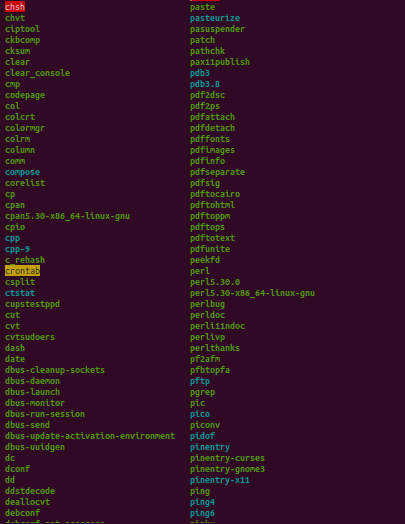 chsh
chvt
ciptool
ckbcomp
cksum
clear
clear_console
cmp
codepage
col
colcrt
colormgr
colrm
column
comm
compose
corelist
cp
cpan
cpan5.30-x86_64-linux-gnu
cpio
cpp
cpp-9
c_rehash
crontab
csplit
ctstat
cupstestppd
cut
cvt
cvtsudoers
dash
date
dbus-cleanup-sockets
dbus-daemon
dbus-launch
dbus-monitor
dbus-run-session
dbus-send
dbus-update-activation-environment
dbus-uuidgen
dc
dconf
dd
ddstdecode
deallocvt
debconf
paste
pasteurize
pasuspender
patch
pathchk
pax11publish
pdb3
pdb3.8
pdf2dsc
pdf2ps
pdfattach
pdfdetach
pdffonts
pdfimages
pdfinfo
pdfseparate
pdfsig
pdftocairo
pdftohtml
pdftoppm
pdftops
pdftotext
pdfunite
peekfd
perl
perl5.30.0
perl5.30-x86_64-linux-gnu
perlbug
perldoc
perli11ndoc
perlivp
perlthanks
pf2afm
pfbtopfa
pftp
pgrep
pic
pico
piconv
pidof
pinentry
pinentry-curses
pinentry-gnome3
pinentry-x11
ping
ping4
ping6